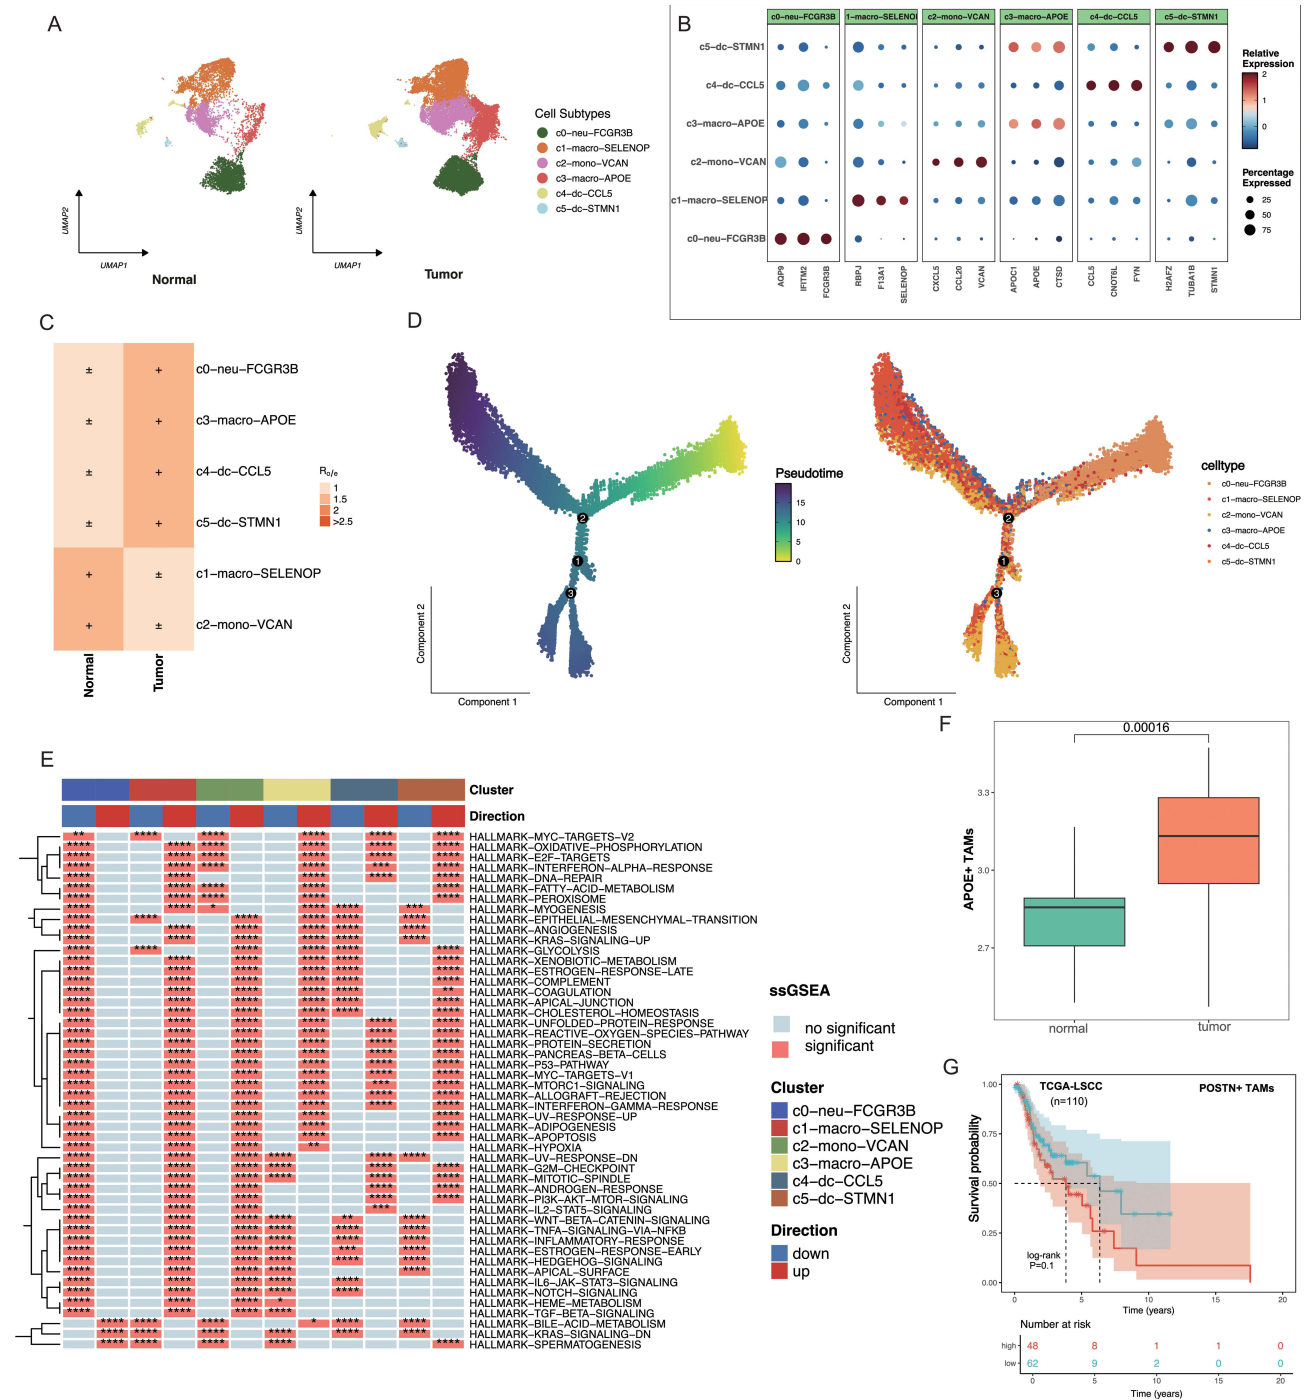 A
Cell Subtypes
c0-neu-FCGR3B
c1-macro-SELENOP
c2-mono-VCAN
c3-macro-APOE
c4-dc-CCL5
c5-dc-STMN1
UMAP2
UMAP1
Normal
UMAP2
UMAP1
Tumor
B
c0-neu-FCGR3B
1-macro-SELENO
c2-mono-VCAN
c3-macro-APOE
c4-dc-CCL5
c5-dc-STMN1
c5-dc-STMN1
c4-dc-CCL5
c3-macro-APOE
c2-mono-VCAN
c1-macro-SELENOP
c0-neu-FCGR3B
AQP9
IFITM2
FCGR3B
RBPJ
F13A1
SELENOP
CXCL5
CCL20
VCAN
APOC1
APOE
CTSD
CCL5
CNOT6L
FYN
H2AFZ
TUBA1B
STMN1
Relative
Expression
2
1
0
Percentage
Expressed
25
50
75
C
± + c0-neu-FCGR3B
± + c3-macro-APOE
± + c4-dc-CCL5
± + c5-dc-STMN1
+ ± c1-macro-SELENOP
+ ± c2-mono-VCAN
Normal
Tumor
Ro/e
1
1.5
2
>2.5
D
2
1
3
Component 2
Component 1
Pseudotime
15
10
5
0
2
1
3
Component 2
Component 1
celltype
c0-neu-FCGR3B
c1-macro-SELENOP
c2-mono-VCAN
c3-macro-APOE
c4-dc-CCL5
c5-dc-STMN1
E
Cluster
Direction
HALLMARK-MYC-TARGETS-V2
HALLMARK-OXIDATIVE-PHOSPHORYLATION
HALLMARK-E2F-TARGETS
HALLMARK-INTERFERON-ALPHA-RESPONSE
HALLMARK-DNA-REPAIR
HALLMARK-FATTY-ACID-METABOLISM
HALLMARK-PEROXISOME
HALLMARK-MYOGENESIS
HALLMARK-EPITHELIAL-MESENCHYMAL-TRANSITION
HALLMARK-ANGIOGENESIS
HALLMARK-KRAS-SIGNALING-UP
HALLMARK-GLYCOLYSIS
HALLMARK-XENOBIOTIC-METABOLISM
HALLMARK-ESTROGEN-RESPONSE-LATE
HALLMARK-COMPLEMENT
HALLMARK-COAGULATION
HALLMARK-APICAL-JUNCTION
HALLMARK-CHOLESTEROL-HOMEOSTASIS
HALLMARK-UNFOLDED-PROTEIN-RESPONSE
HALLMARK-REACTIVE-OXYGEN-SPECIES-PATHWAY
HALLMARK-PROTEIN-SECRETION
HALLMARK-PANCREAS-BETA-CELLS
HALLMARK-P53-PATHWAY
HALLMARK-MYC-TARGETS-V1
HALLMARK-MTORC1-SIGNALING
HALLMARK-ALLOGRAFT-REJECTION
HALLMARK-INTERFERON-GAMMA-RESPONSE
HALLMARK-UV-RESPONSE-UP
HALLMARK-ADIPOGENESIS
HALLMARK-APOPTOSIS
HALLMARK-HYPOXIA
HALLMARK-UV-RESPONSE-DN
HALLMARK-G2M-CHECKPOINT
HALLMARK-MITOTIC-SPINDLE
HALLMARK-ANDROGEN-RESPONSE
HALLMARK-PI3K-AKT-MTOR-SIGNALING
HALLMARK-IL2-STAT5-SIGNALING
HALLMARK-WNT-BETA-CATENIN-SIGNALING
HALLMARK-TNFA-SIGNALING-VIA-NFKB
HALLMARK-INFLAMMATORY-RESPONSE
HALLMARK-ESTROGEN-RESPONSE-EARLY
HALLMARK-HEDGEHOG-SIGNALING
HALLMARK-APICAL-SURFACE
HALLMARK-IL6-JAK-STAT3-SIGNALING
HALLMARK-NOTCH-SIGNALING
HALLMARK-HEME-METABOLISM
HALLMARK-TGF-BETA-SIGNALING
HALLMARK-BILE-ACID-METABOLISM
HALLMARK-KRAS-SIGNALING-DN
HALLMARK-SPERMATOGENESIS
ssGSEA
no significant
significant
Cluster
c0-neu-FCGR3B
c1-macro-SELENOP
c2-mono-VCAN
c3-macro-APOE
c4-dc-CCL5
c5-dc-STMN1
Direction
down
up
F
0.00016
APOE+ TAMs
3.3
3.0
2.7
normal
tumor
G
TCGA-LSCC
(n=110)
POSTN+ TAMs
Survival probability
1.00
0.75
0.50
0.25
0.00
log-rank
P=0.1
0 5 10 15 20
Time (years)
Number at risk
high 48 8 1 1 0
low 62 9 2 0 0
0 5 10 15 20
Time (years)